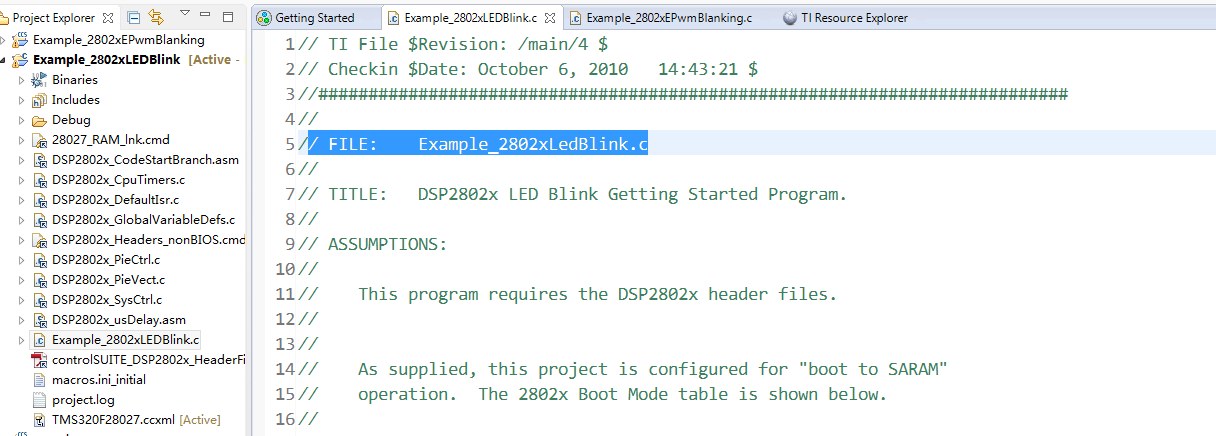 Project Explorer
Example_2802xEPwmBlanking
Example_2802xLEDBlink [Active -
Binaries
Includes
Debug
28027_RAM_lnk.cmd
DSP2802x_CodeStartBranch.asm
DSP2802x_CpuTimers.c
DSP2802x_DefaultIsr.c
DSP2802x_GlobalVariableDefs.c
DSP2802x_Headers_nonBIOS.cmd
DSP2802x_PieCtrl.c
DSP2802x_PieVect.c
DSP2802x_SysCtrl.c
DSP2802x_usDelay.asm
Example_2802xLEDBlink.c
controlSUITE_DSP2802x_HeaderFi
macros.ini_initial
project.log
TMS320F28027.ccxml [Active]
Getting Started
Example_2802xLEDBlink.c
Example_2802xEPwmBlanking.c
TI Resource Explorer
1// TI File $Revision: /main/4 $
2// Checkin $Date: October 6, 2010   14:43:21 $
3//###########################################################################
4//
5// FILE:    Example_2802xLedBlink.c
6//
7// TITLE:   DSP2802x LED Blink Getting Started Program.
8//
9// ASSUMPTIONS:
10//
11//    This program requires the DSP2802x header files.
12//
13//
14//    As supplied, this project is configured for "boot to SARAM"
15//    operation.  The 2802x Boot Mode table is shown below.
16//